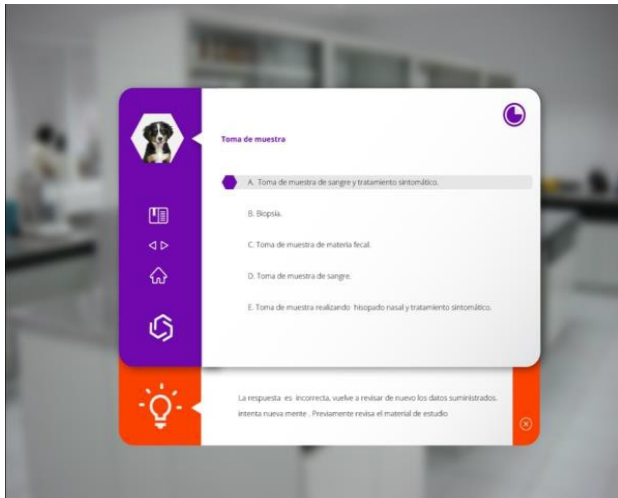 Toma de muestra
A. Toma de muestra de sangre y tratamiento sintomático.
B. Biopsia.
C. Toma de muestra de materia fecal.
D. Toma de muestra de sangre.
E. Toma de muestra realizando hisopado nasal y tratamiento sintomático.
La respuesta es incorrecta, vuelve a revisar de nuevo los datos suministrados.
intenta nueva mente . Previamente revisa el material de estudio